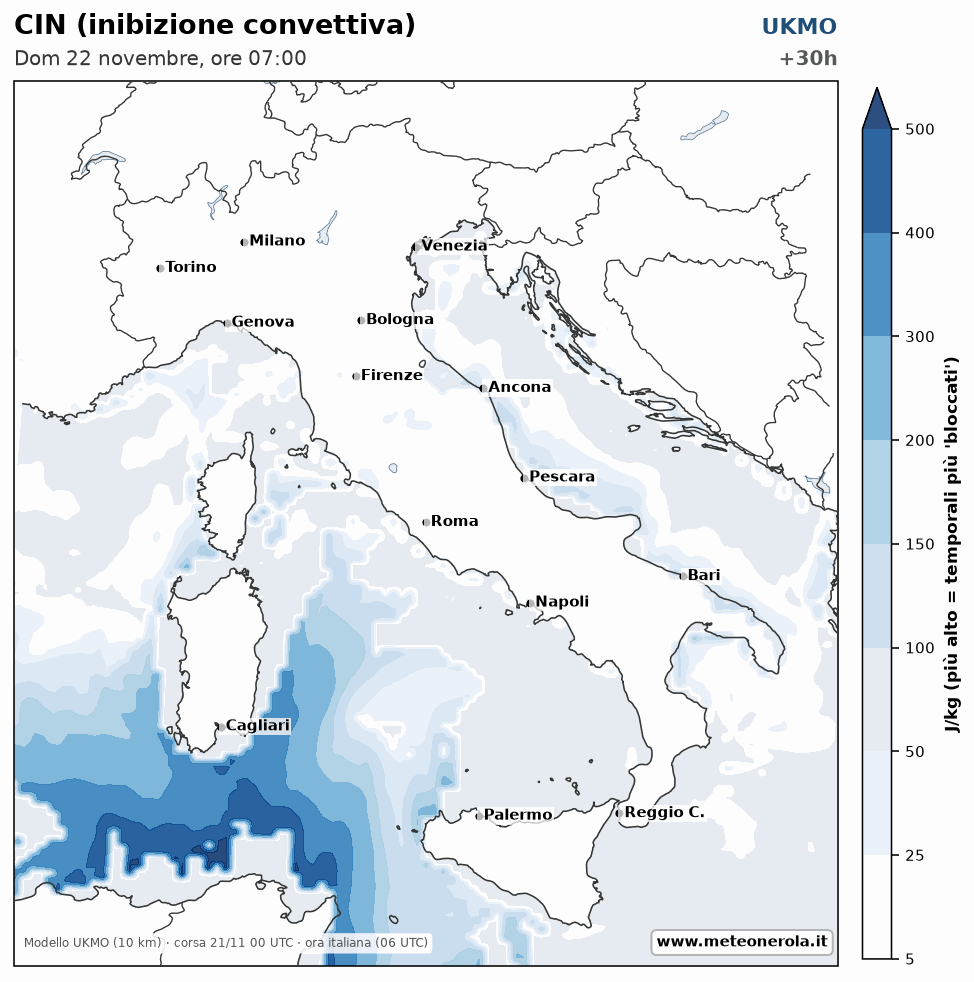 CIN (inibizione convettiva)
UKMO
Dom 22 novembre, ore 07:00
+30h
500
400
300
200
150
100
50
25
5
J/kg (più alto = temporali più 'bloccati')
Milano
Venezia
Torino
Genova
Bologna
Firenze
Ancona
Pescara
Roma
Bari
Napoli
Cagliari
Palermo
Reggio C.
Modello UKMO (10 km) · corsa 21/11 00 UTC · ora italiana (06 UTC)
www.meteonerola.it